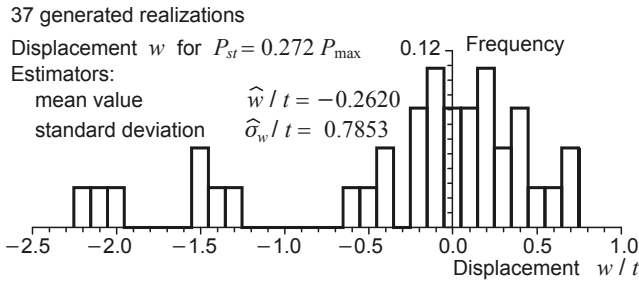 37 generated realizations
Displacement w for P_st = 0.272 P_max
0.12 Frequency
Estimators:
mean value ŵ / t = −0.2620
standard deviation σ̂_w / t = 0.7853
−2.5 −2.0 −1.5 −1.0 −0.5 0.0 0.5 1.0
Displacement w / t